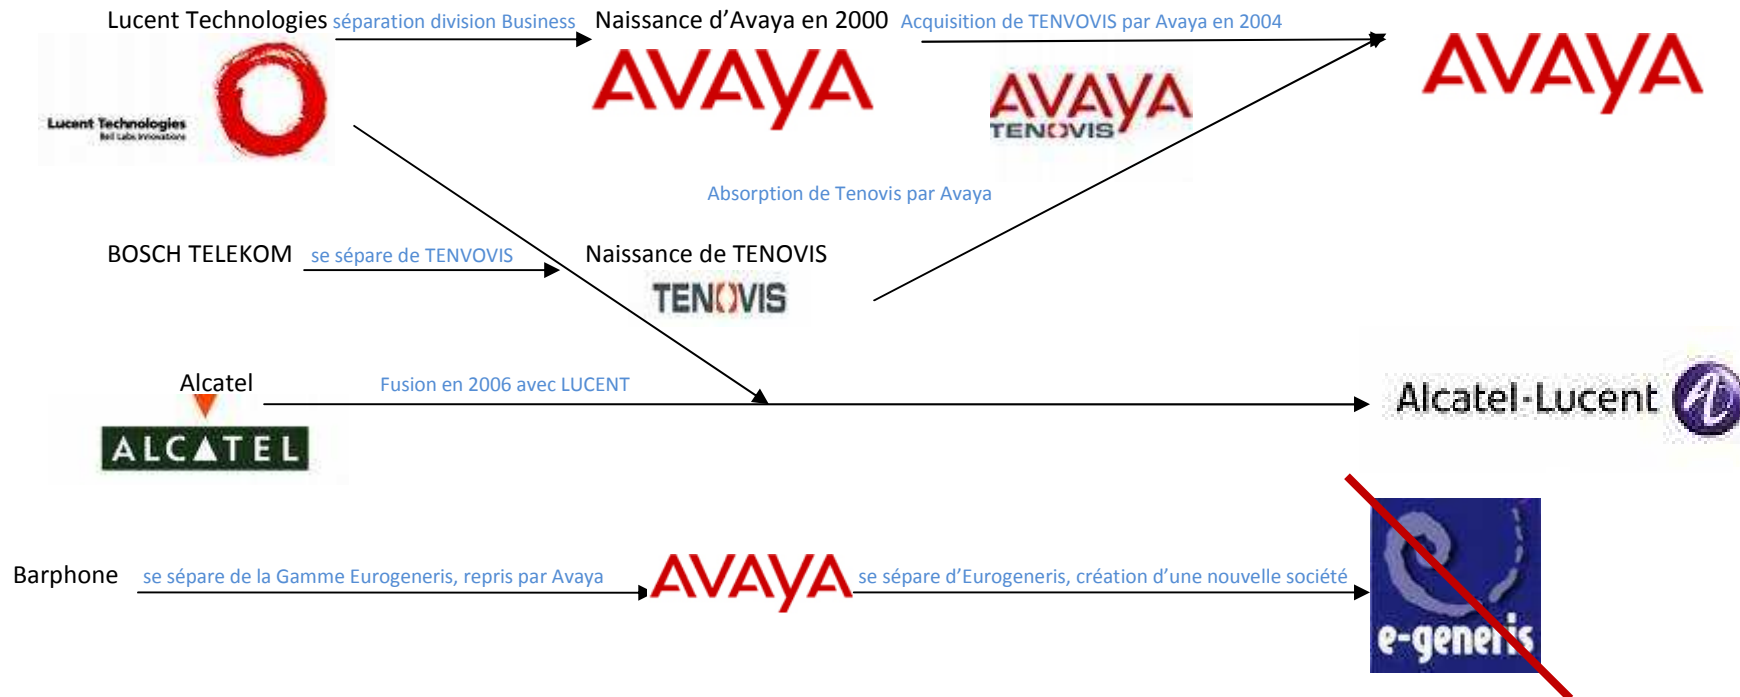 Lucent Technologies séparation division Business Naissance d’Avaya en 2000 Acquisition de TENVOVIS par Avaya en 2004
AVAYA
AVAYA
Lucent Technologies
Bell Labs Innovations
AVAYA
TENOVIS
Absorption de Tenovis par Avaya
BOSCH TELEKOM se sépare de TENVOVIS Naissance de TENOVIS
TENOVIS
Alcatel Fusion en 2006 avec LUCENT
Alcatel·Lucent
ALCATEL
Barphone se sépare de la Gamme Eurogeneris, repris par Avaya AVAYA se sépare d’Eurogeneris, création d’une nouvelle société
e-generis